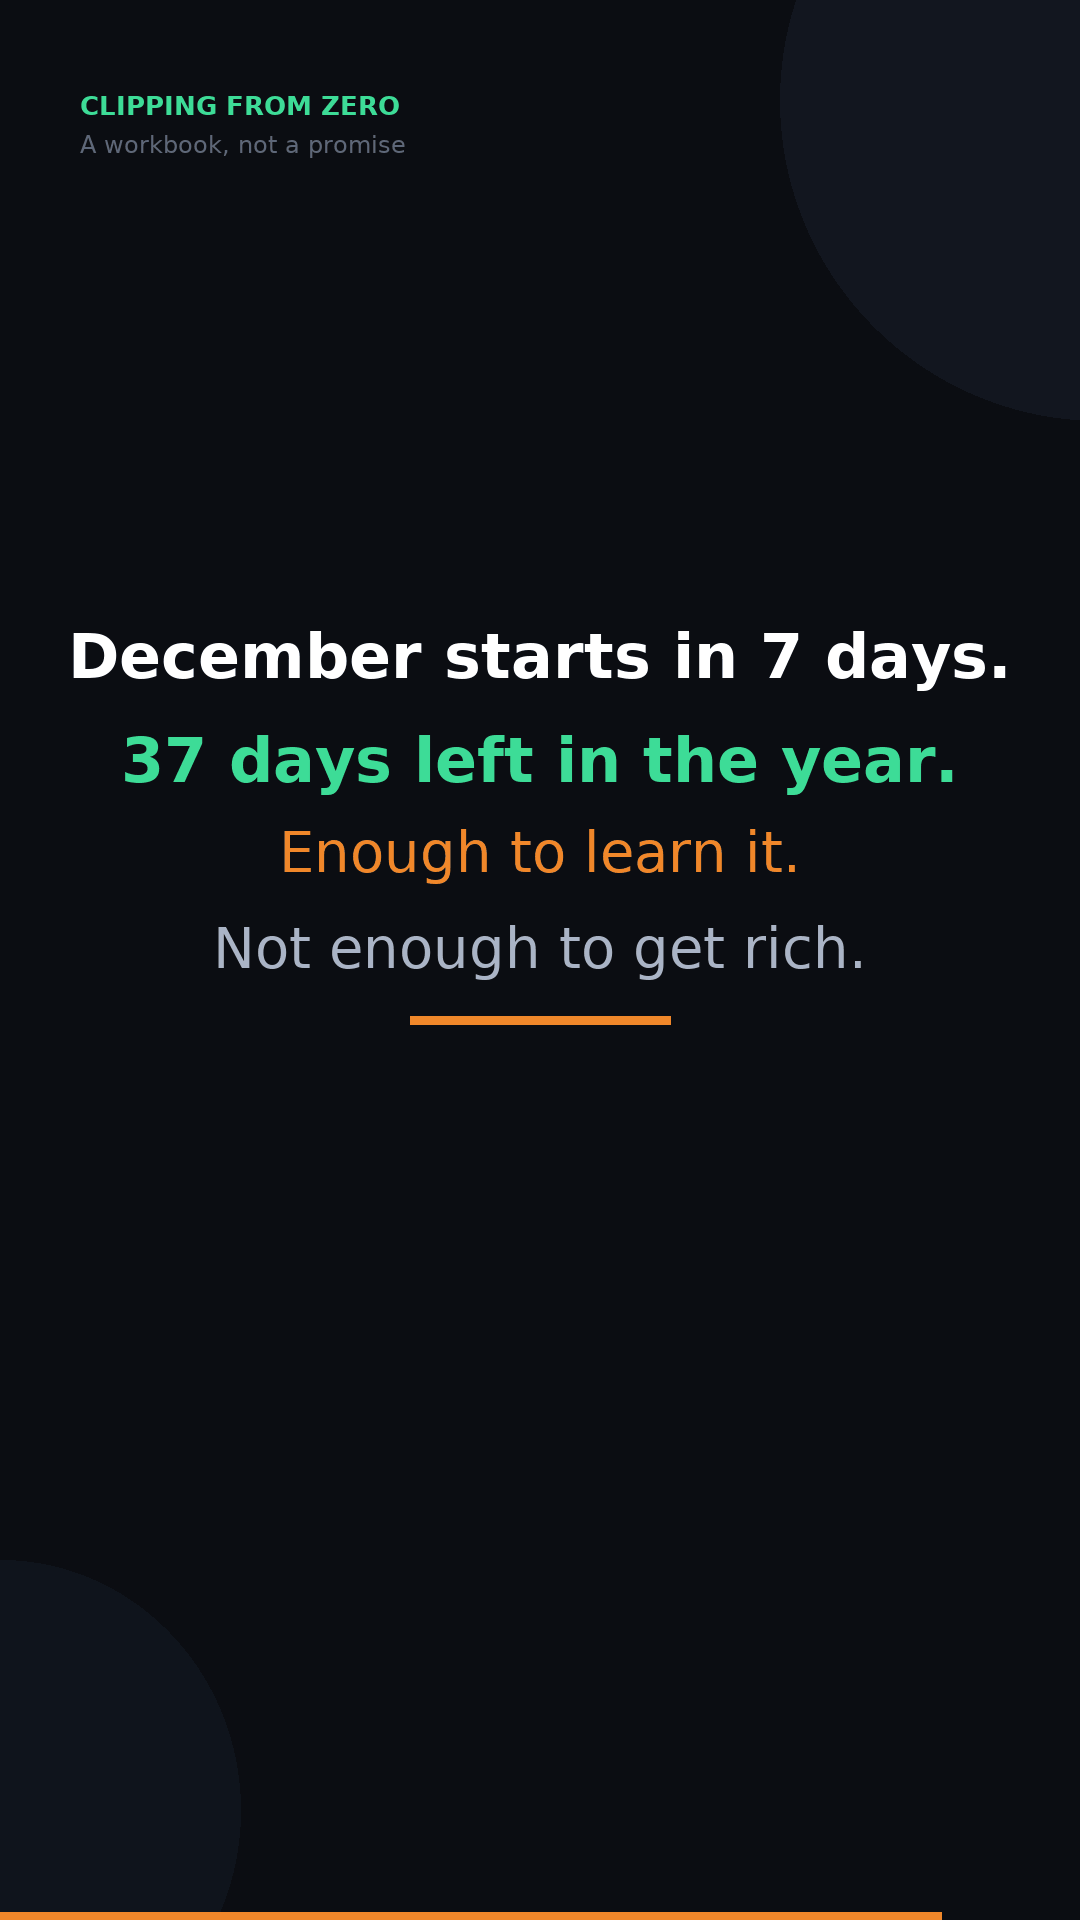 CLIPPING FROM ZERO
A workbook, not a promise
December starts in 7 days.
37 days left in the year.
Enough to learn it.
Not enough to get rich.